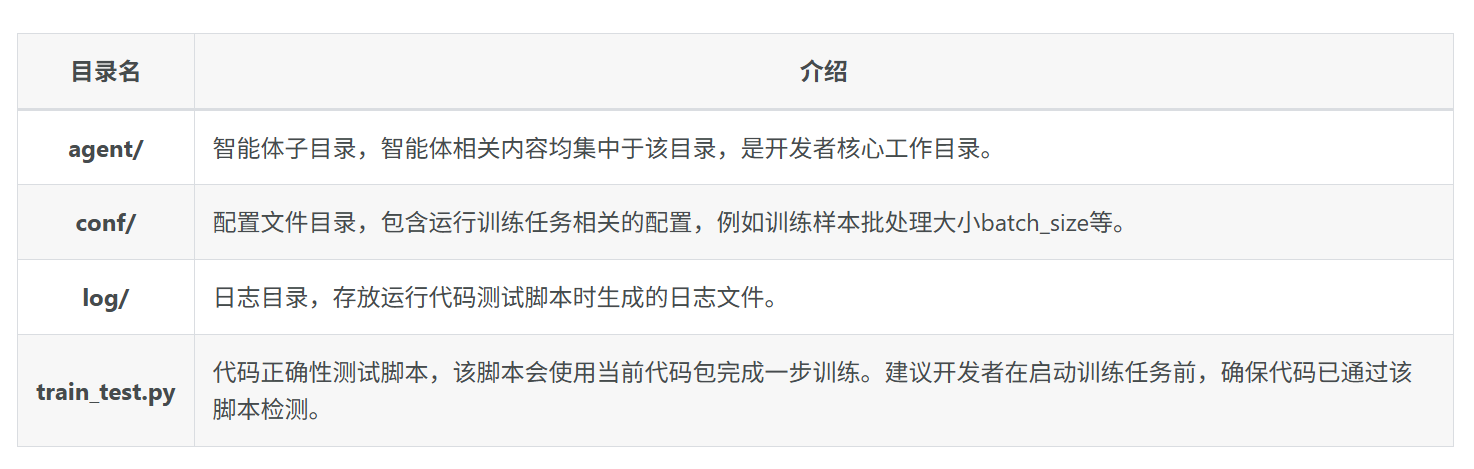 目录名 介绍
agent/ 智能体子目录，智能体相关内容均集中于该目录，是开发者核心工作目录。
conf/ 配置文件目录，包含运行训练任务相关的配置，例如训练样本批处理大小batch_size等。
log/ 日志目录，存放运行代码测试脚本时生成的日志文件。
train_test.py 代码正确性测试脚本，该脚本会使用当前代码包完成一步训练。建议开发者在启动训练任务前，确保代码已通过该
脚本检测。